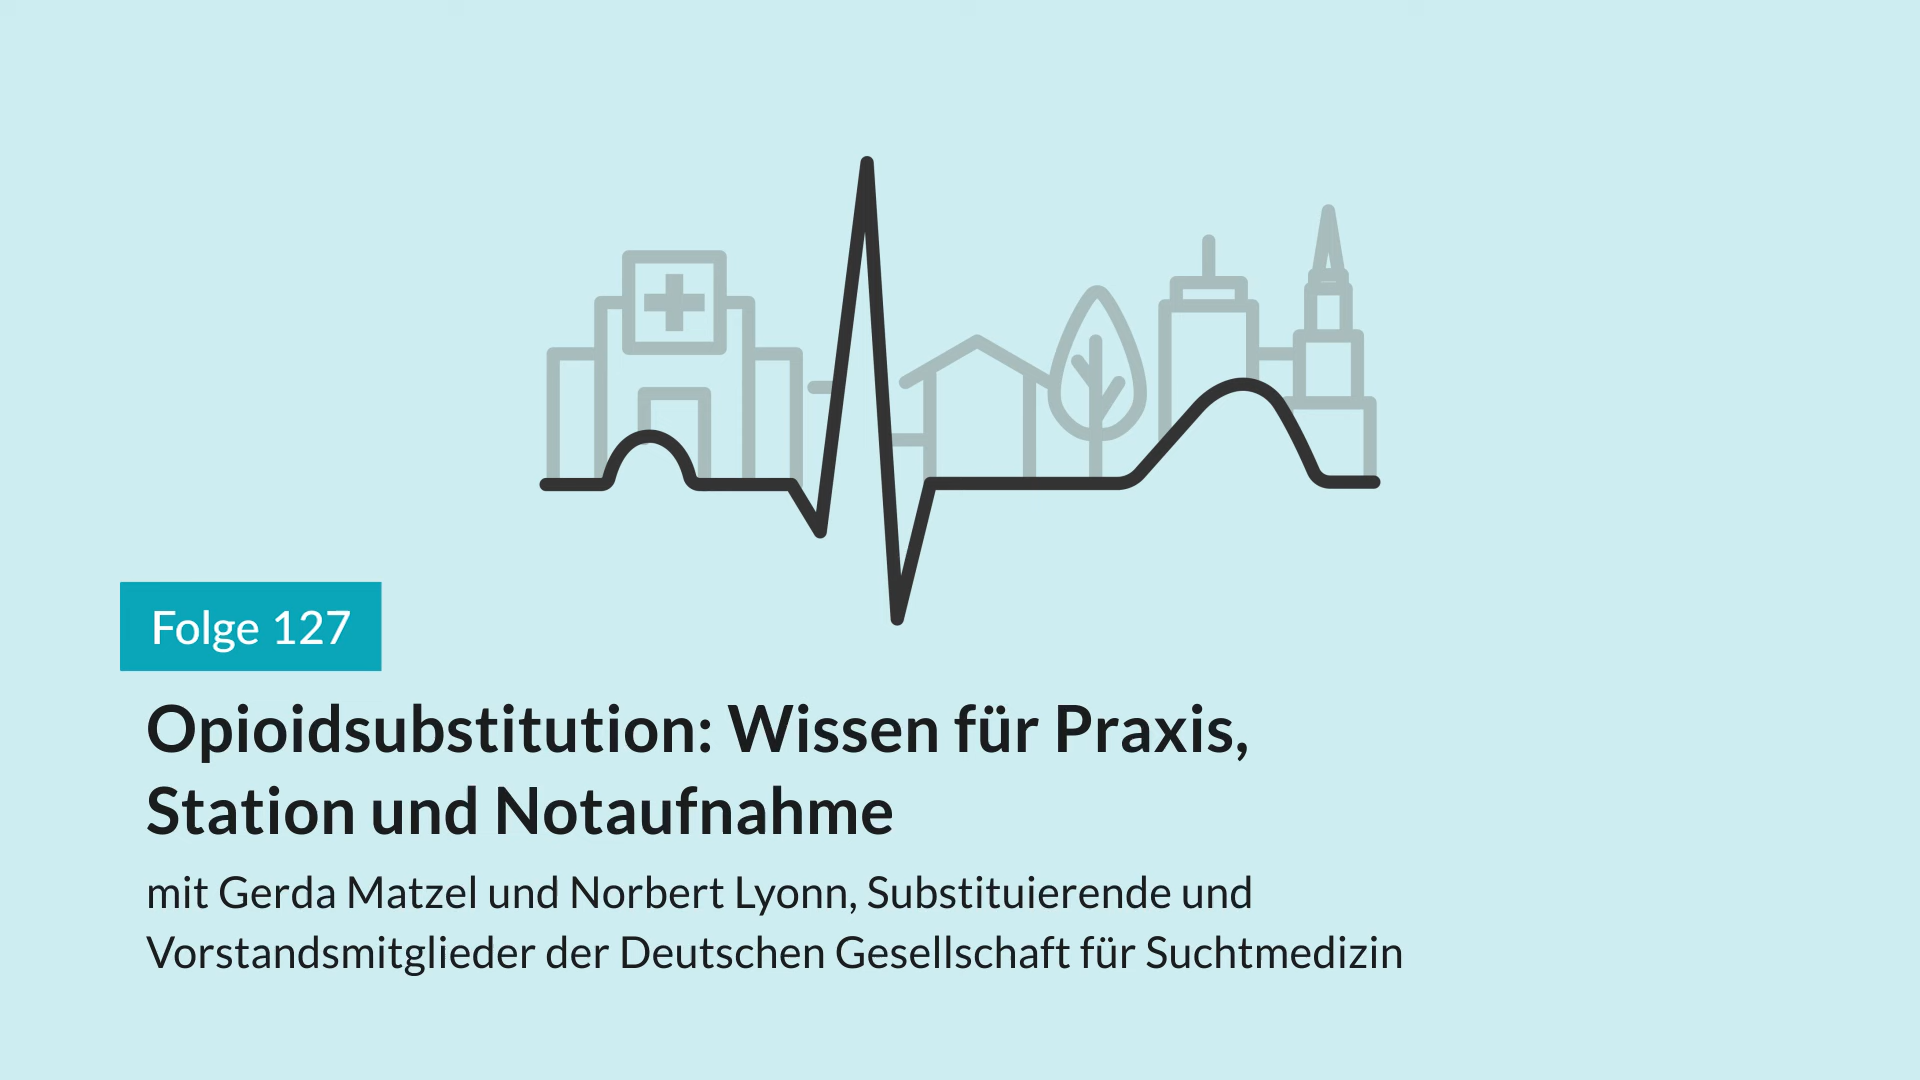 Folge 127
Opioidsubstitution: Wissen für Praxis,
Station und Notaufnahme
mit Gerda Matzel und Norbert Lyonn, Substituierende und
Vorstandsmitglieder der Deutschen Gesellschaft für Suchtmedizin